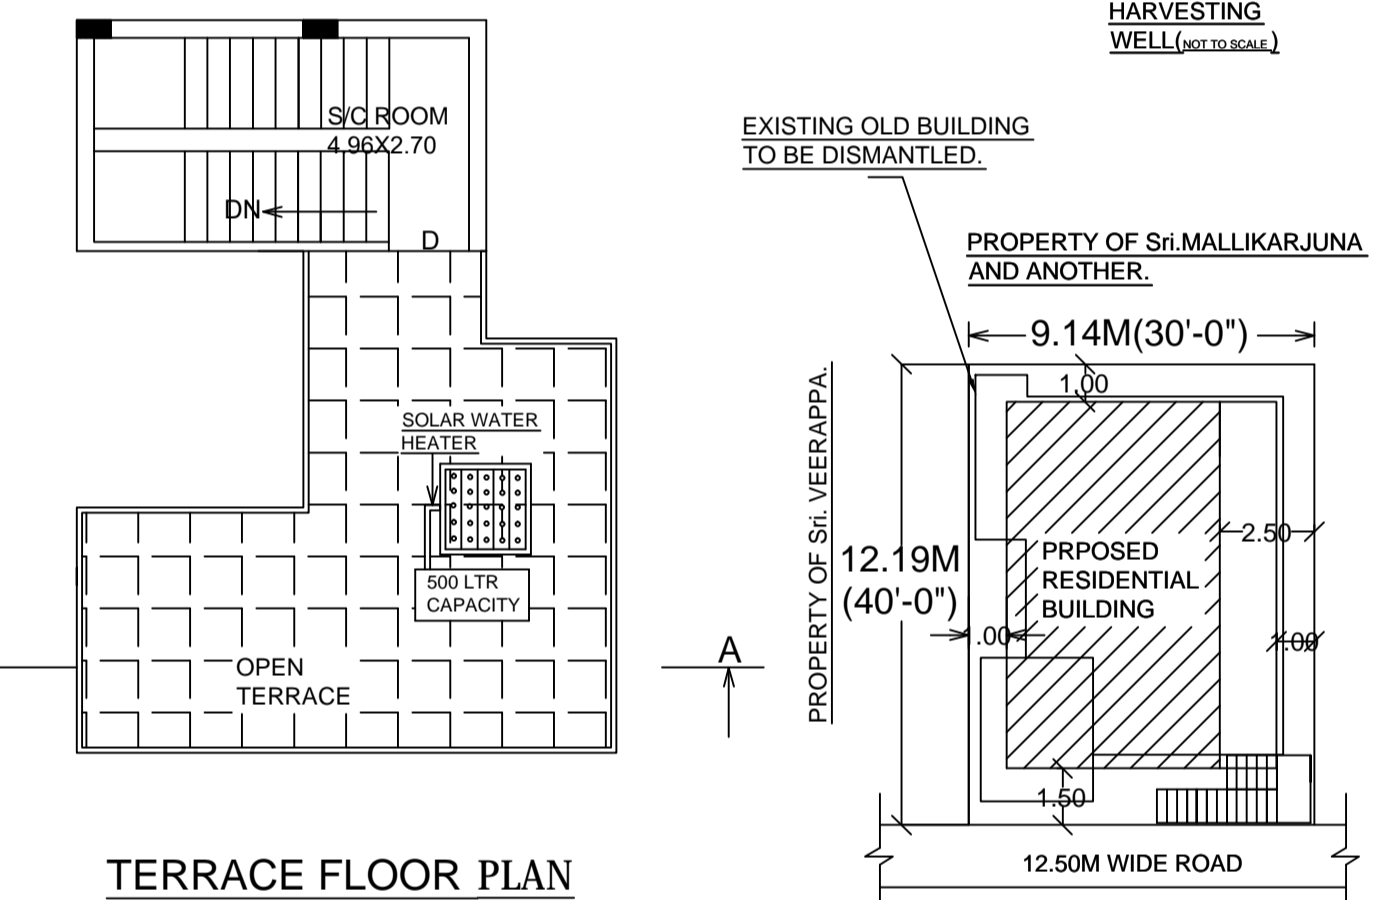 HARVESTING
WELL(NOT TO SCALE)
S/C ROOM
4.96X2.70
DN
D
SOLAR WATER
HEATER
500 LTR
CAPACITY
OPEN
TERRACE
A
TERRACE FLOOR PLAN
EXISTING OLD BUILDING
TO BE DISMANTLED.
PROPERTY OF Sri.MALLIKARJUNA
AND ANOTHER.
9.14M(30'-0")
1.00
PROPERTY OF Sri. VEERAPPA.
12.19M
(40'-0")
2.50
PRPOSED
RESIDENTIAL
BUILDING
.00
1.00
1.50
12.50M WIDE ROAD